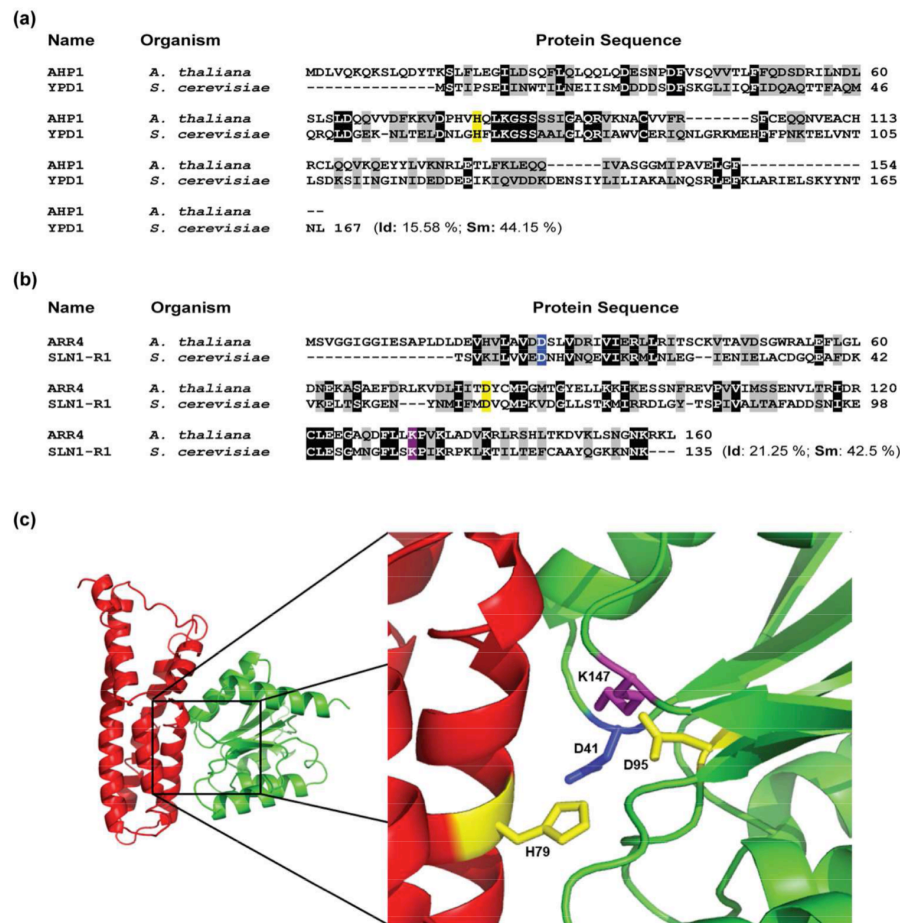 (a)
Name Organism Protein Sequence
AHP1 A. thaliana MDLVQKQKSLQDYTKSLFLEGILDSQFLQLQQLQDESNPDFVSQVVTLFFQDSDRILNDL 60
YPD1 S. cerevisiae --------------MSTIPSEIINWTILNEIISMDDDDSDFSKGLIIQFIDQAQTTFAQM 46
AHP1 A. thaliana SLSLDQQVVDFKKVDPHVHQLKGSSSSIGAQRVKNACVVFR-------SFCEQQNVEACH 113
YPD1 S. cerevisiae QRQLDGEK-NLTELDNLGHFLKGSSAALGLQRIAWVCERIQNLGRKMEHFFPNKTELVNT 105
AHP1 A. thaliana RCLQQVKQEYYLVKNRLETLFKLEQQ------IVASGGMIPAVELGF------------- 154
YPD1 S. cerevisiae LSDKSIINGINIDEDDEEIKIQVDDKDENSIYLILIAKALNQSRLEFKLARIELSKYYNT 165
AHP1 A. thaliana --
YPD1 S. cerevisiae NL 167 (Id: 15.58 %; Sm: 44.15 %)
(b)
Name Organism Protein Sequence
ARR4 A. thaliana MSVGGIGGIESAPLDLDEVHVLAVDDSLVDRIVIERLLRITSCKVTAVDSGWRALEFLGL 60
SLN1-R1 S. cerevisiae ----------------TSVKILVVEDNHVNQEVIKRMLNLEG--IENIELACDGQEAFDK 42
ARR4 A. thaliana DNEKASAEFDRLKVDLIITDYCMPGMTGYELLKKIKESSNFREVPVVIMSSENVLTRIDR 120
SLN1-R1 S. cerevisiae VKELTSKGEN---YNMIFMDVQMPKVDGLLSTKMIRRDLGY-TSPIVALTAFADDSNIKE 98
ARR4 A. thaliana CLEEGAQDFLLKPVKLADVKRLRSHLTKDVKLSNGNKRKL 160
SLN1-R1 S. cerevisiae CLESGMNGFLSKPIKRPKLKTILTEFCAAYQGKKNNK--- 135 (Id: 21.25 %; Sm: 42.5 %)
(c)
K147
D41
D95
H79